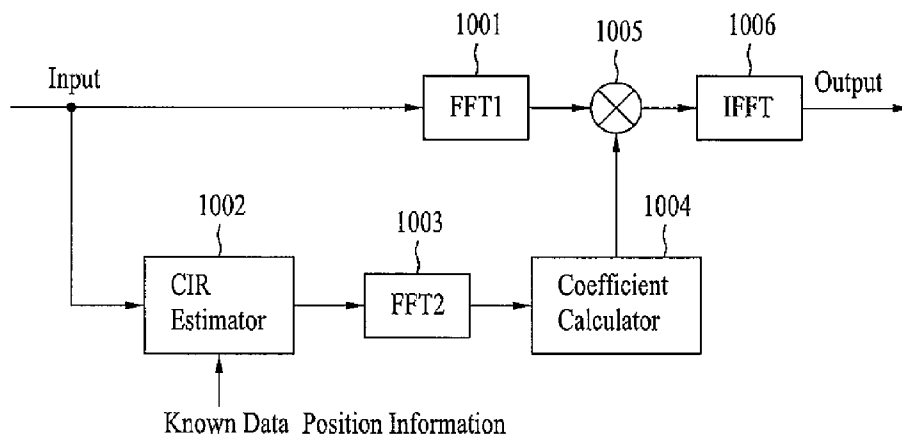 1001
1005
1006
Input
Output
FFT1
IFFT
1002
1003
1004
CIR
Estimator
FFT2
Coefficient
Calculator
Known Data Position Information